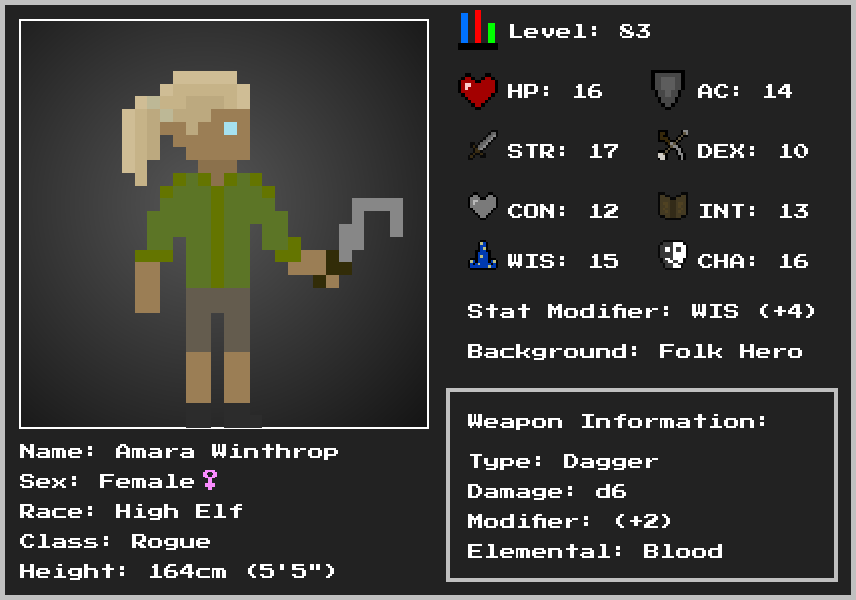 Level: 83
HP: 16
AC: 14
STR: 17
DEX: 10
CON: 12
INT: 13
WIS: 15
CHA: 16
Stat Modifier: WIS (+4)
Background: Folk Hero
Weapon Information:
Type: Dagger
Damage: d6
Modifier: (+2)
Elemental: Blood
Name: Amara Winthrop
Sex: Female♀
Race: High Elf
Class: Rogue
Height: 164cm (5'5")